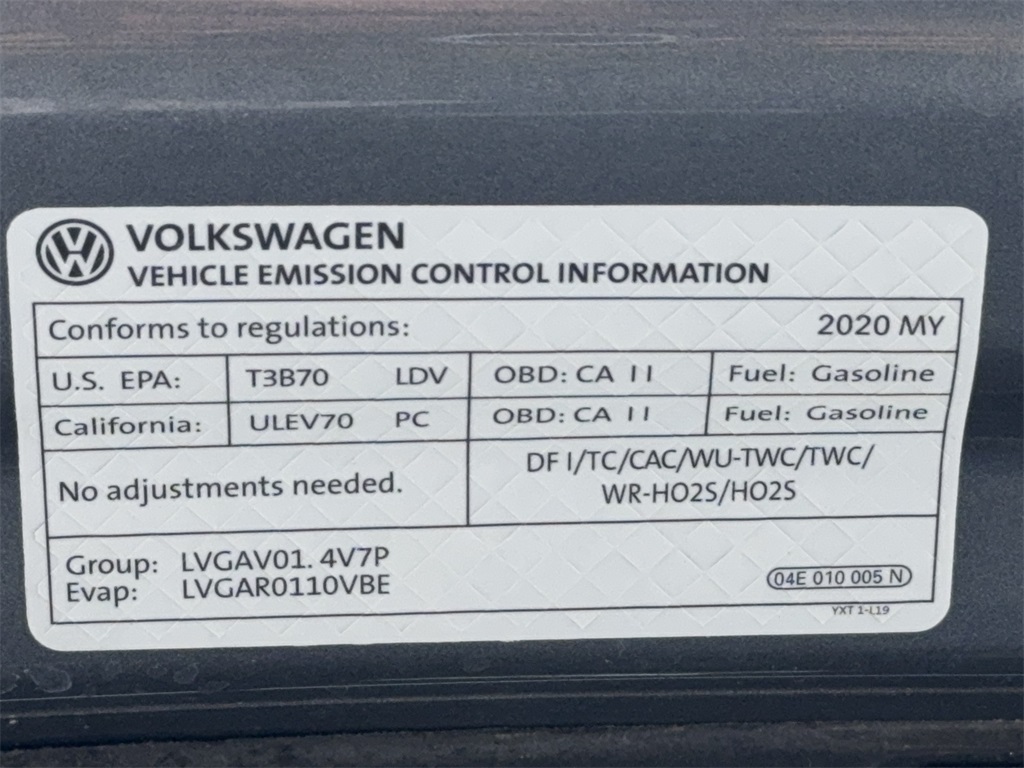 VOLKSWAGEN
VEHICLE EMISSION CONTROL INFORMATION
Conforms to regulations: 2020 MY
U.S. EPA: T3B70 LDV OBD: CA II Fuel: Gasoline
California: ULEV70 PC OBD: CA II Fuel: Gasoline
No adjustments needed.
DFI/TC/CAC/WU-TWC/TWC/
WR-HO2S/HO2S
Group: LVGAV01.4V7P
Evap: LVGAR0110VBE
04E 010 005 N
YXT 1-L19